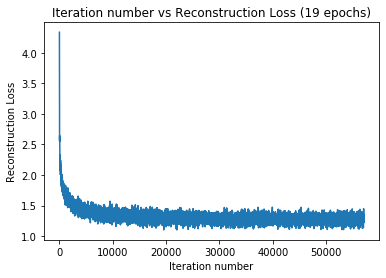 Iteration number vs Reconstruction Loss (19 epochs)
4.0
3.5
3.0
2.5
2.0
1.5
1.0
Reconstruction Loss
0 10000 20000 30000 40000 50000
Iteration number